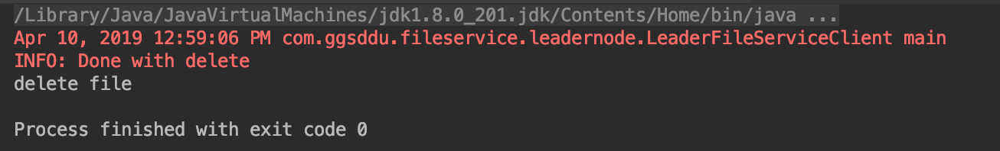 /Library/Java/JavaVirtualMachines/jdk1.8.0_201.jdk/Contents/Home/bin/java ...
Apr 10, 2019 12:59:06 PM com.ggsddu.fileservice.leadernode.LeaderFileServiceClient main
INFO: Done with delete
delete file
Process finished with exit code 0